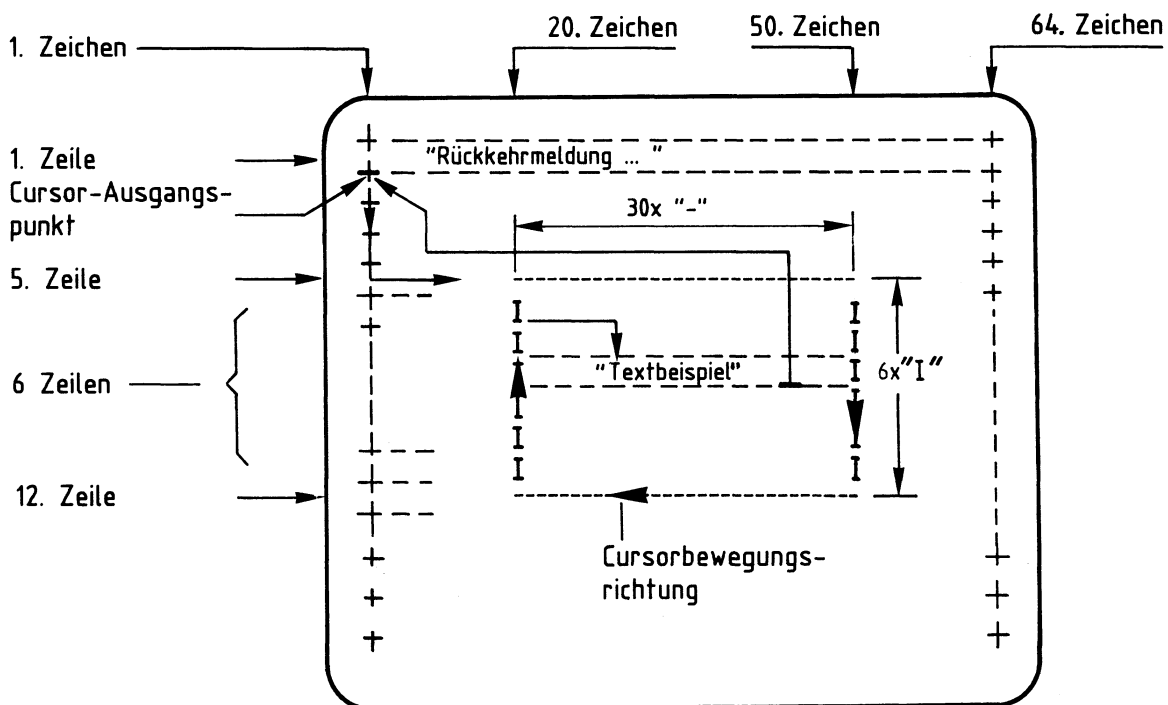 1. Zeichen
20. Zeichen
50. Zeichen
64. Zeichen
1. Zeile
"Rückkehrmeldung ... "
Cursor-Ausgangs-
punkt
30x "-"
5. Zeile
6 Zeilen
"Textbeispiel"
6x"I"
12. Zeile
Cursorbewegungs-
richtung